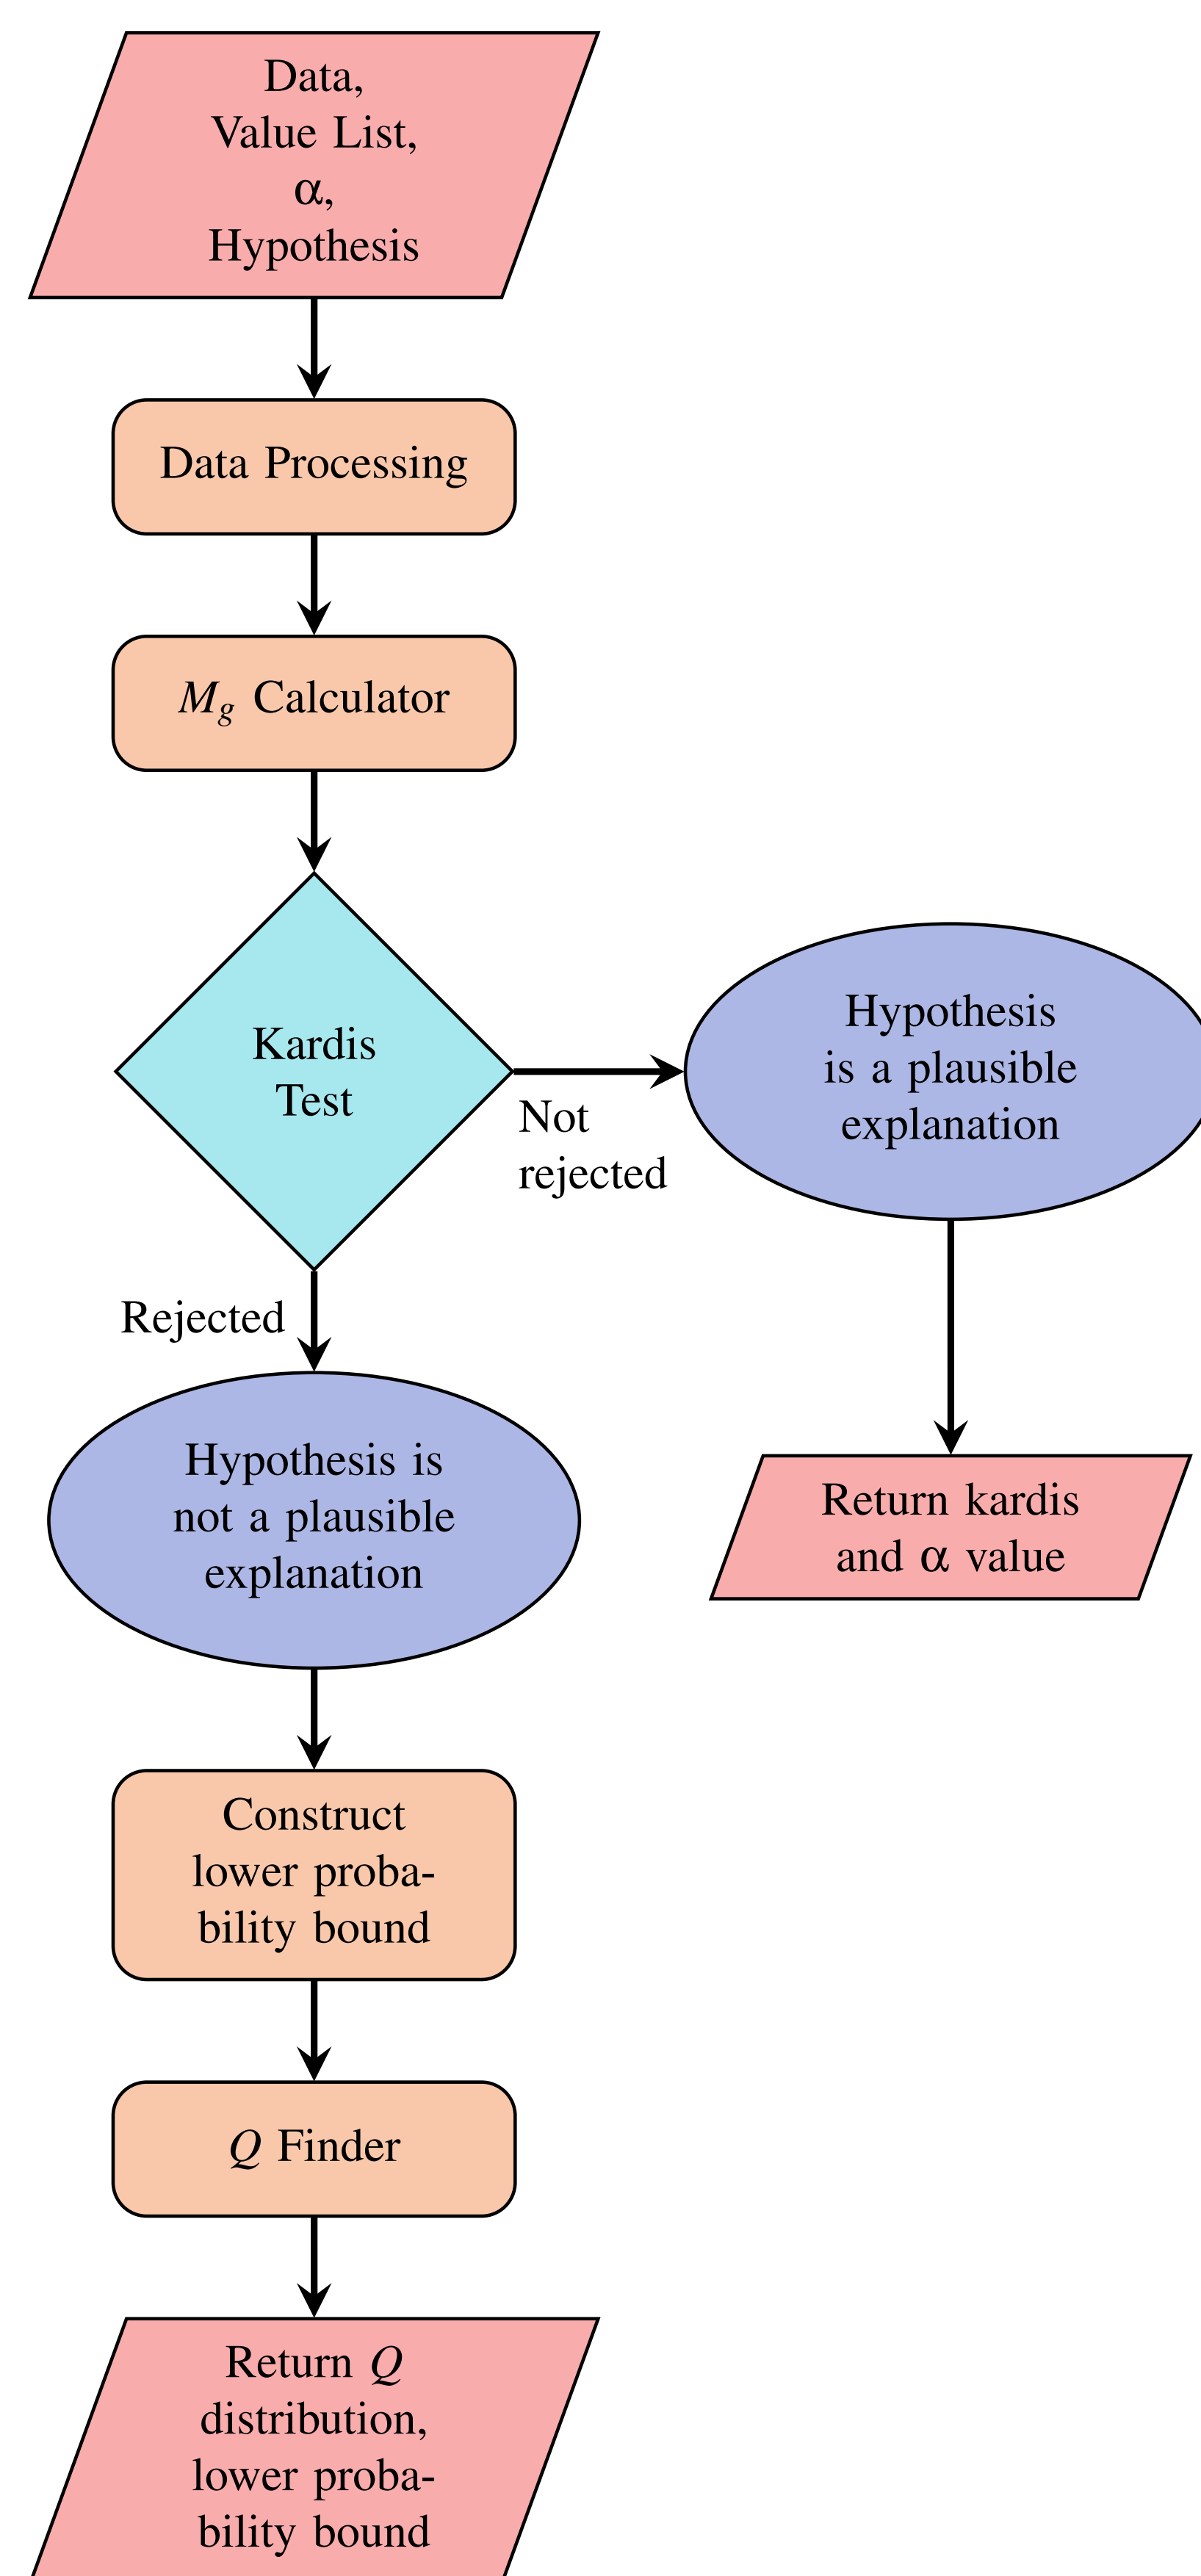 Data,
Value List,
α,
Hypothesis
Data Processing
M_g Calculator
Kardis
Test
Not
rejected
Hypothesis
is a plausible
explanation
Return kardis
and α value
Rejected
Hypothesis is
not a plausible
explanation
Construct
lower proba-
bility bound
Q Finder
Return Q
distribution,
lower proba-
bility bound